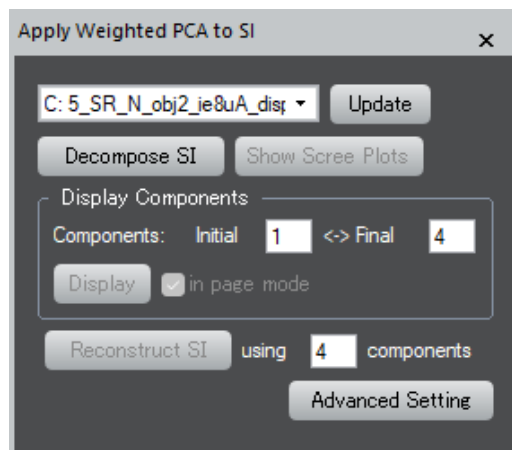 Apply Weighted PCA to SI
C: 5_SR_N_obj2_ie8uA_disp Update
Decompose SI Show Scree Plots
Display Components
Components: Initial 1 <-> Final 4
Display in page mode
Reconstruct SI using 4 components
Advanced Setting